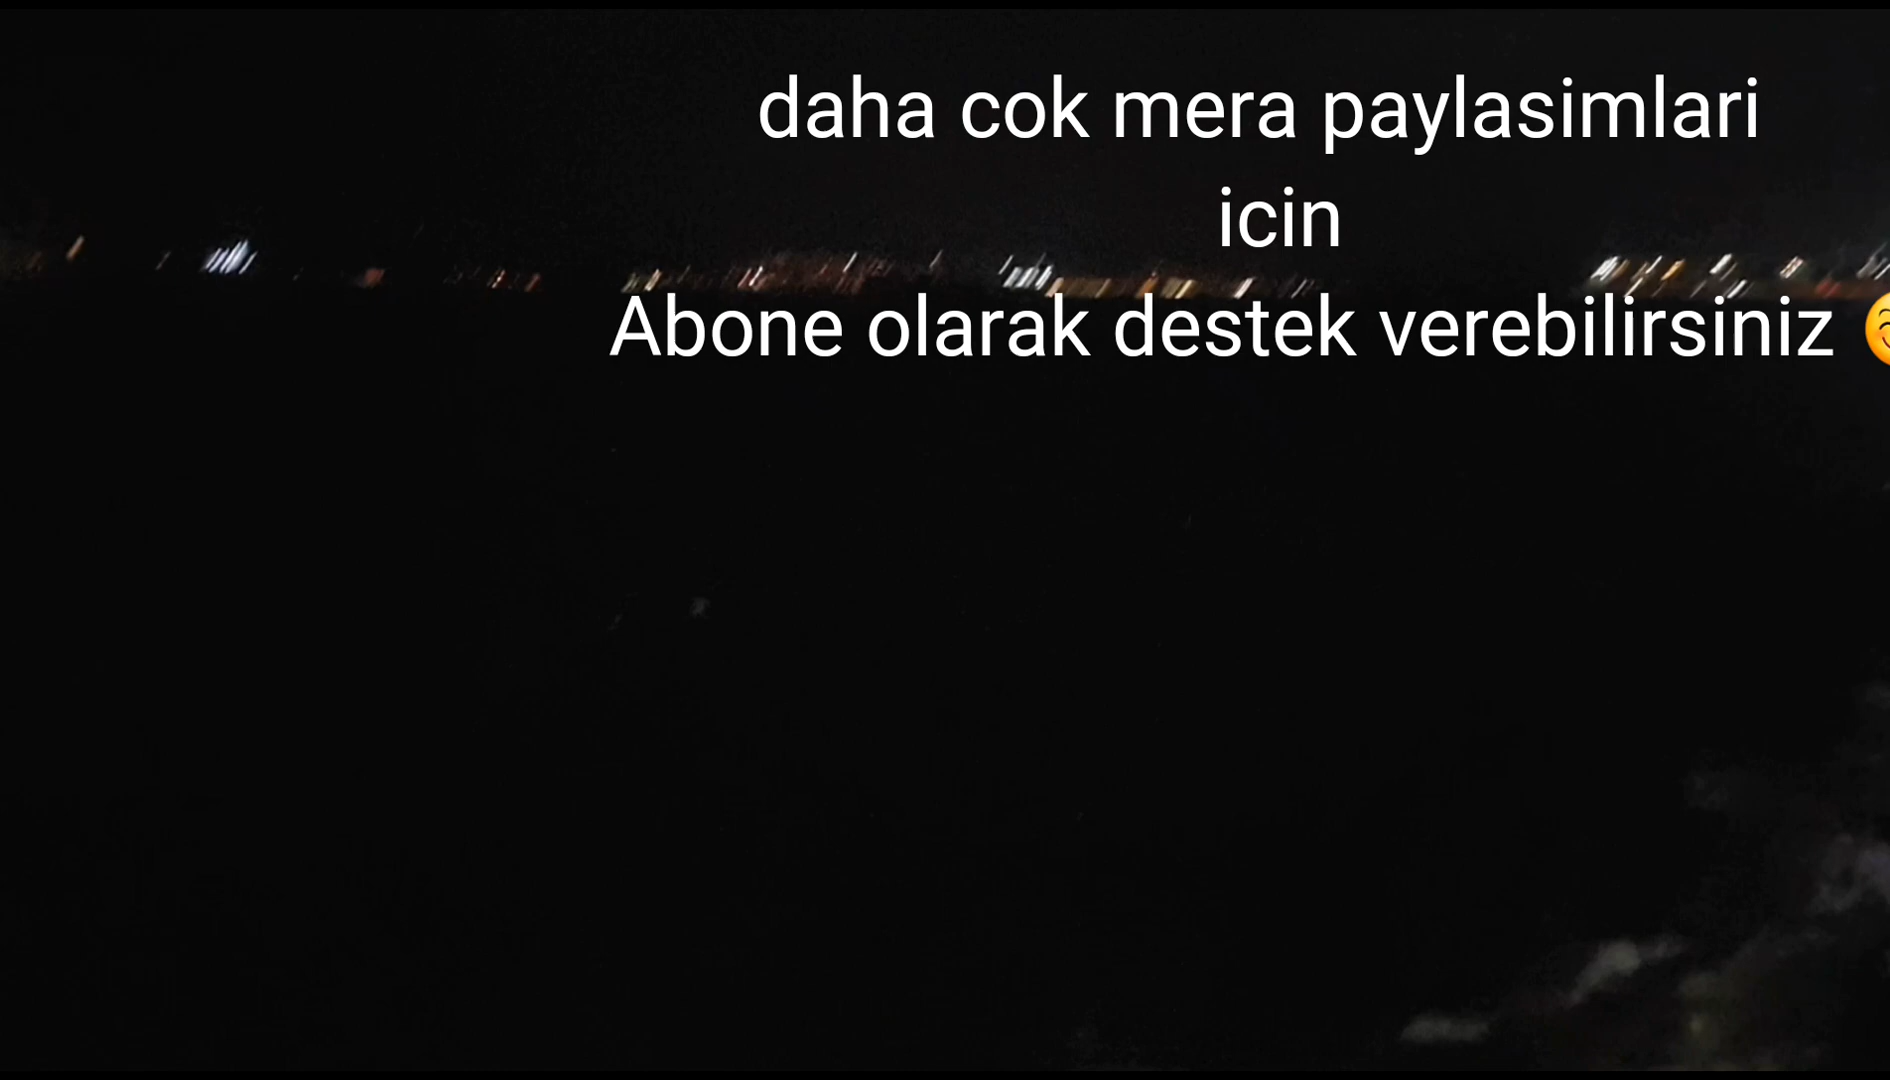 daha cok mera paylasimlari
icin
Abone olarak destek verebilirsiniz 😊